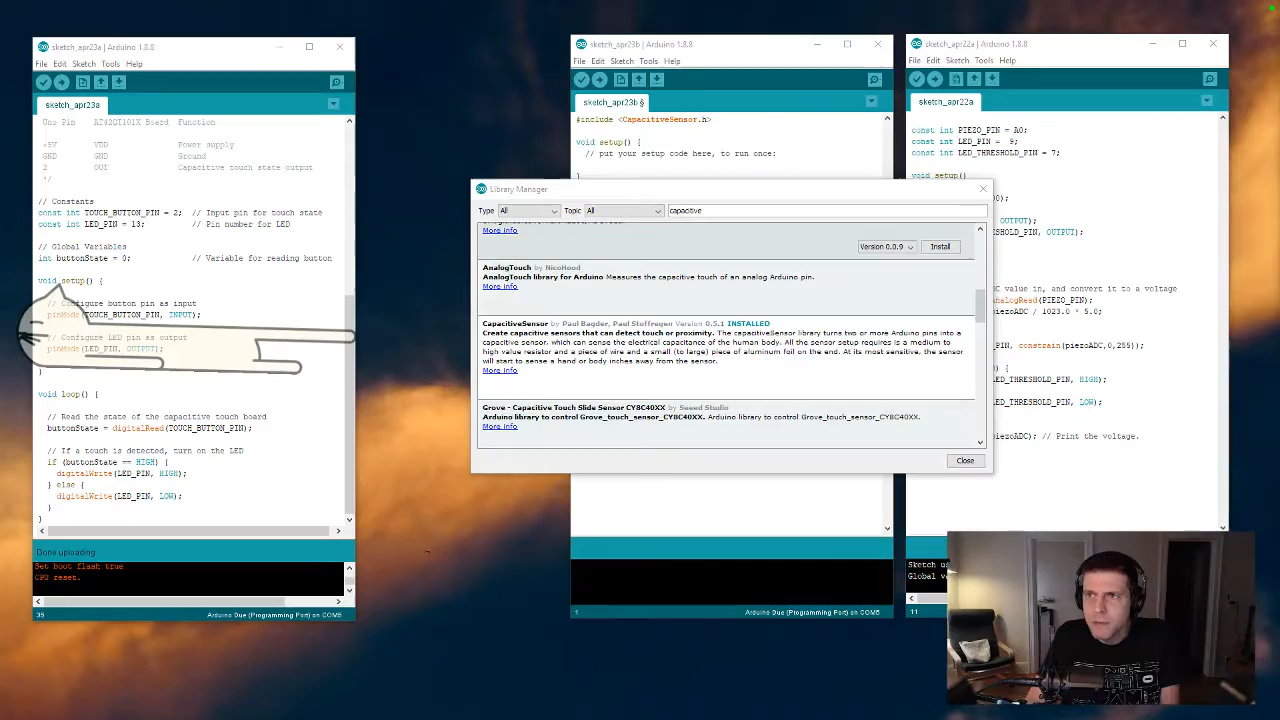 sketch_apr23a | Arduino 1.8.8
File Edit Sketch Tools Help
sketch_apr23a
Uno Pin AT42QT101X Board Function
+5V VDD Power supply
GND GND Ground
2 OUT Capacitive touch state output
*/
// Constants
const int TOUCH_BUTTON_PIN = 2; // Input pin for touch state
const int LED_PIN = 13; // Pin number for LED
// Global Variables
int buttonState = 0; // Variable for reading button
void setup() {
// Configure button pin as input
pinMode(TOUCH_BUTTON_PIN, INPUT);
// Configure LED pin as output
pinMode(LED_PIN, OUTPUT);
}
void loop() {
// Read the state of the capacitive touch board
buttonState = digitalRead(TOUCH_BUTTON_PIN);
// If a touch is detected, turn on the LED
if (buttonState == HIGH) {
digitalWrite(LED_PIN, HIGH);
} else {
digitalWrite(LED_PIN, LOW);
}
}
Done uploading
Set boot flash true
CPU reset.
35 Arduino Due (Programming Port) on COM5
sketch_apr23b | Arduino 1.8.8
File Edit Sketch Tools Help
sketch_apr23b §
#include <CapacitiveSensor.h>
void setup() {
// put your setup code here, to run once:
}
1 Arduino Due (Programming Port) on COM5
Library Manager
Type All Topic All capacitive
More info
Version 0.0.9 Install
AnalogTouch by NicoHood
AnalogTouch library for Arduino Measures the capacitive touch of an analog Arduino pin.
More info
CapacitiveSensor by Paul Bagder, Paul Stoffregen Version 0.5.1 INSTALLED
Create capacitive sensors that can detect touch or proximity. The capacitiveSensor library turns two or more Arduino pins into a
capacitive sensor, which can sense the electrical capacitance of the human body. All the sensor setup requires is a medium to
high value resistor and a piece of wire and a small (to large) piece of aluminum foil on the end. At its most sensitive, the sensor
will start to sense a hand or body inches away from the sensor.
More info
Grove - Capacitive Touch Slide Sensor CY8C40XX by Seeed Studio
Arduino library to control Grove_touch_sensor_CY8C40XX. Arduino library to control Grove_touch_sensor_CY8C40XX.
More info
Close
sketch_apr22a | Arduino 1.8.8
File Edit Sketch Tools Help
sketch_apr22a
const int PIEZO_PIN = A0;
const int LED_PIN = 9;
const int LED_THRESHOLD_PIN = 7;
void setup()
OUTPUT);
OUTPUT);
value in, and convert it to a voltage
(PIEZO_PIN);
piezoADC / 1023.0 * 5.0;
constrain(piezoADC,0,255));
HIGH);
LOW);
piezoADC); // Print the voltage.
Sketch
Global
11